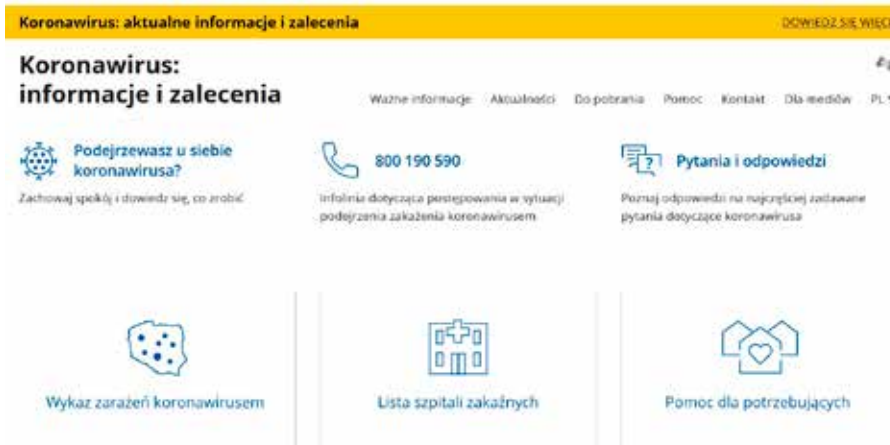 Koronawirus: aktualne informacje i zalecenia
DOWIEDZ SIĘ WIĘCE
Koronawirus:
informacje i zalecenia
Ważne informacje Aktualności Do pobrania Pomoc Kontakt Dla mediów PL
Podejrzewasz u siebie
koronawirusa?
Zachowaj spokój i dowiedz się, co zrobić
800 190 590
Infolinia dotycząca postępowania w sytuacji
podejrzenia zakażenia koronawirusem
Pytania i odpowiedzi
Poznaj odpowiedzi na najczęściej zadawane
pytania dotyczące koronawirusa
Wykaz zarażeń koronawirusem
Lista szpitali zakaźnych
Pomoc dla potrzebujących